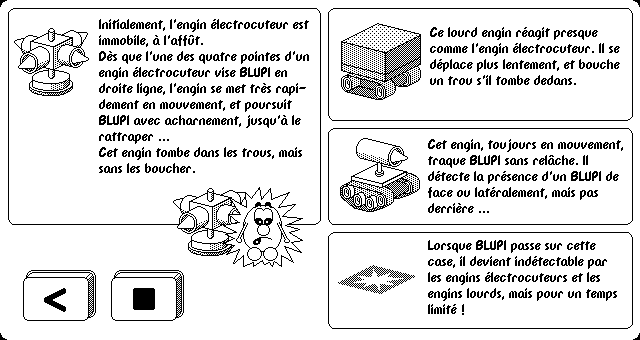 Initialement, l'engin électrocuteur est
immobile, à l'affût.
Dès que l'une des quatre pointes d'un
engin électrocuteur vise BLUPI en
droite ligne, l'engin se met très rapi-
dement en mouvement, et poursuit
BLUPI avec acharnement, jusqu'à le
rattraper ...
Cet engin tombe dans les trous, mais
sans les boucher.
Ce lourd engin réagit presque
comme l'engin électrocuteur. Il se
déplace plus lentement, et bouche
un trou s'il tombe dedans.
Cet engin, toujours en mouvement,
traque BLUPI sans relâche. Il
détecte la présence d'un BLUPI de
face ou latéralement, mais pas
derrière ...
Lorsque BLUPI passe sur cette
case, il devient indétectable par
les engins électrocuteurs et les
engins lourds, mais pour un temps
limité !